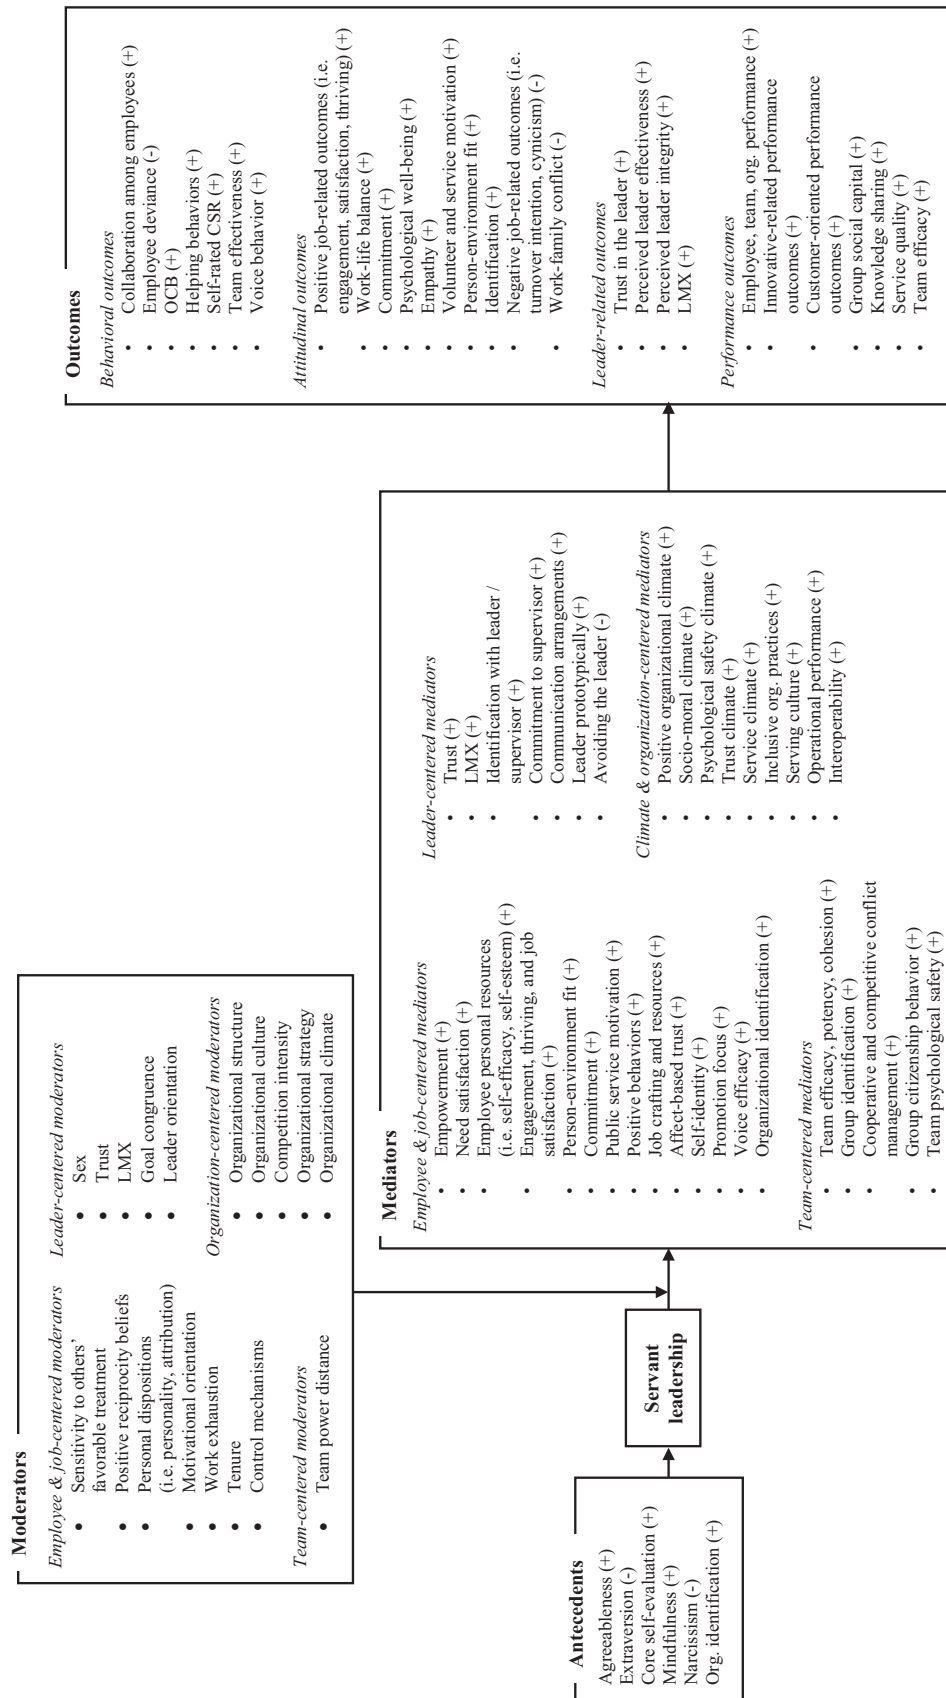 Moderators
Employee & job-centered moderators
• Sensitivity to others'
favorable treatment
• Positive reciprocity beliefs
• Personal dispositions
(i.e. personality, attribution)
• Motivational orientation
• Work exhaustion
• Tenure
• Control mechanisms
Team-centered moderators
• Team power distance
Leader-centered moderators
• Sex
• Trust
• LMX
• Goal congruence
• Leader orientation
Organization-centered moderators
• Organizational structure
• Organizational culture
• Competition intensity
• Organizational strategy
• Organizational climate
Antecedents
Agreeableness (+)
Extraversion (-)
Core self-evaluation (+)
Mindfulness (+)
Narcissism (-)
Org. identification (+)
Servant
leadership
Mediators
Employee & job-centered mediators
• Empowerment (+)
• Need satisfaction (+)
• Employee personal resources
(i.e. self-efficacy, self-esteem) (+)
• Engagement, thriving, and job
satisfaction (+)
• Person-environment fit (+)
• Commitment (+)
• Public service motivation (+)
• Positive behaviors (+)
• Job crafting and resources (+)
• Affect-based trust (+)
• Self-identity (+)
• Promotion focus (+)
• Voice efficacy (+)
• Organizational identification (+)
Team-centered mediators
• Team efficacy, potency, cohesion (+)
• Group identification (+)
• Cooperative and competitive conflict
management (+)
• Group citizenship behavior (+)
• Team psychological safety (+)
Leader-centered mediators
• Trust (+)
• LMX (+)
• Identification with leader /
supervisor (+)
• Commitment to supervisor (+)
• Communication arrangements (+)
• Leader prototypically (+)
• Avoiding the leader (-)
Climate & organization-centered mediators
• Positive organizational climate (+)
• Socio-moral climate (+)
• Psychological safety climate (+)
• Trust climate (+)
• Service climate (+)
• Inclusive org. practices (+)
• Serving culture (+)
• Operational performance (+)
• Interoperability (+)
Outcomes
Behavioral outcomes
• Collaboration among employees (+)
• Employee deviance (-)
• OCB (+)
• Helping behaviors (+)
• Self-rated CSR (+)
• Team effectiveness (+)
• Voice behavior (+)
Attitudinal outcomes
• Positive job-related outcomes (i.e.
engagement, satisfaction, thriving) (+)
• Work-life balance (+)
• Commitment (+)
• Psychological well-being (+)
• Empathy (+)
• Volunteer and service motivation (+)
• Person-environment fit (+)
• Identification (+)
• Negative job-related outcomes (i.e.
turnover intention, cynicism) (-)
• Work-family conflict (-)
Leader-related outcomes
• Trust in the leader (+)
• Perceived leader effectiveness (+)
• Perceived leader integrity (+)
• LMX (+)
Performance outcomes
• Employee, team, org. performance (+)
• Innovative-related performance
outcomes (+)
• Customer-oriented performance
outcomes (+)
• Group social capital (+)
• Knowledge sharing (+)
• Service quality (+)
• Team efficacy (+)